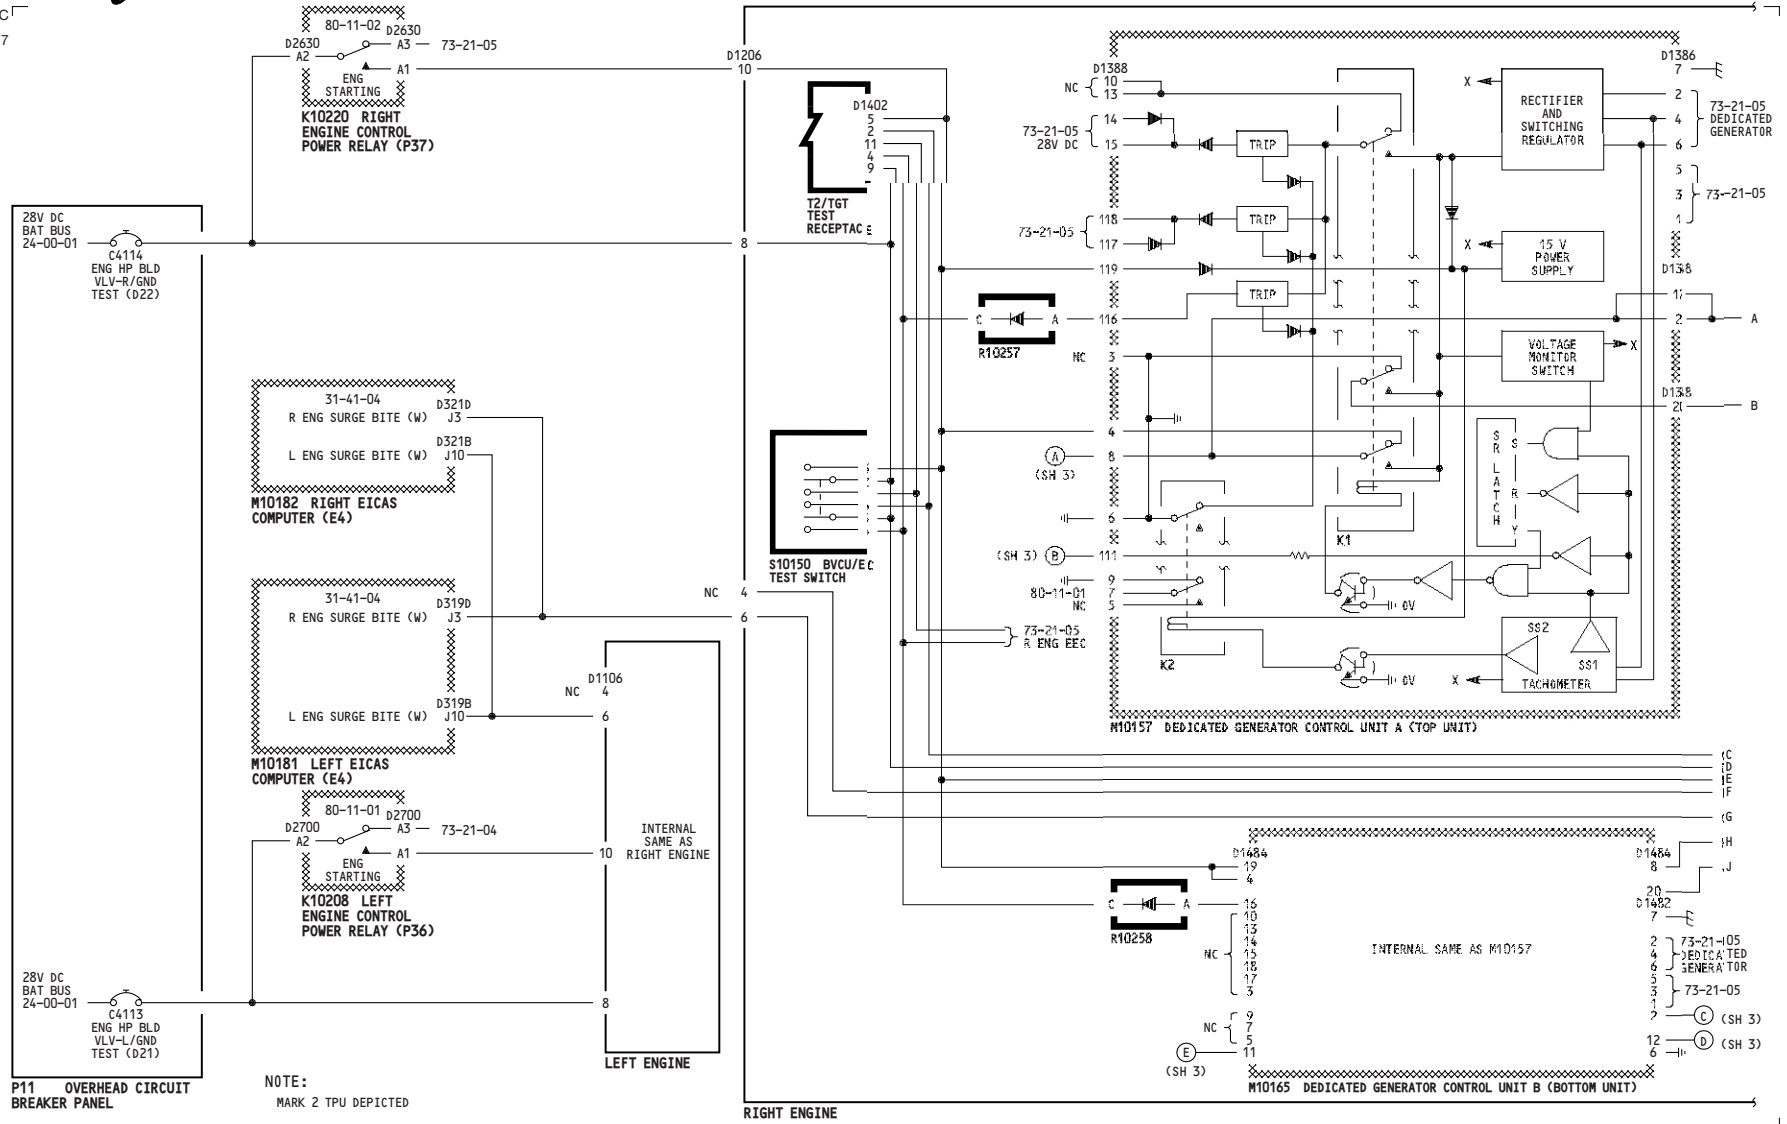 C
7
80-11-02
D2630
D2630
A2
A3
73-21-05
A1
ENG
STARTING
K10220 RIGHT
ENGINE CONTROL
POWER RELAY (P37)
28V DC
BAT BUS
24-00-01
C4114
ENG HP BLD
VLV-R/GND
TEST (D22)
31-41-04
R ENG SURGE BITE (W)
D321D
J3
D321B
L ENG SURGE BITE (W)
J10
M10182 RIGHT EICAS
COMPUTER (E4)
31-41-04
D319D
R ENG SURGE BITE (W)
J3
D319B
L ENG SURGE BITE (W)
J10
M10181 LEFT EICAS
COMPUTER (E4)
80-11-01
D2700
D2700
A2
A3
73-21-04
A1
ENG
STARTING
K10208 LEFT
ENGINE CONTROL
POWER RELAY (P36)
28V DC
BAT BUS
24-00-01
C4113
ENG HP BLD
VLV-L/GND
TEST (D21)
P11 OVERHEAD CIRCUIT
BREAKER PANEL
NOTE:
MARK 2 TPU DEPICTED
D1106
NC
4
6
INTERNAL
SAME AS
RIGHT ENGINE
10
8
LEFT ENGINE
D1206
10
8
NC
4
6
D1402
5
2
11
4
9
T2/TGT
TEST
RECEPTAC E
S10150 BVCU/E C
TEST SWITCH
C
A
R10257
73-21-05
R ENG EEC
D1388
NC
10
13
14
73-21-05
28V DC
15
118
73-21-05
117
119
116
NC
3
4
A
8
(SH 3)
6
(SH 3)
B
111
9
80-11-01
7
NC
5
TRIP
TRIP
TRIP
K1
K2
0V
0V
X
RECTIFIER
AND
SWITCHING
REGULATOR
X
15 V
POWER
SUPPLY
VOLTAGE
MONITOR
SWITCH
X
SR LATCH
S
R
Y
SS2
SS1
X
TACHOMETER
D1386
7
2
4
6
73-21-05
DEDICATED
GENERATOR
5
3
1
73-21-05
2
A
B
M10157 DEDICATED GENERATOR CONTROL UNIT A (TOP UNIT)
C
D
E
F
G
H
J
D1484
19
4
C
A
R10258
16
10
13
14
NC
15
18
17
3
9
NC
7
5
E
11
(SH 3)
INTERNAL SAME AS M10157
D1484
8
20
D1482
7
2
4
6
73-21-05
DEDICATED
GENERATOR
5
3
1
73-21-05
2
C
(SH 3)
12
D
(SH 3)
6
M10165 DEDICATED GENERATOR CONTROL UNIT B (BOTTOM UNIT)
RIGHT ENGINE